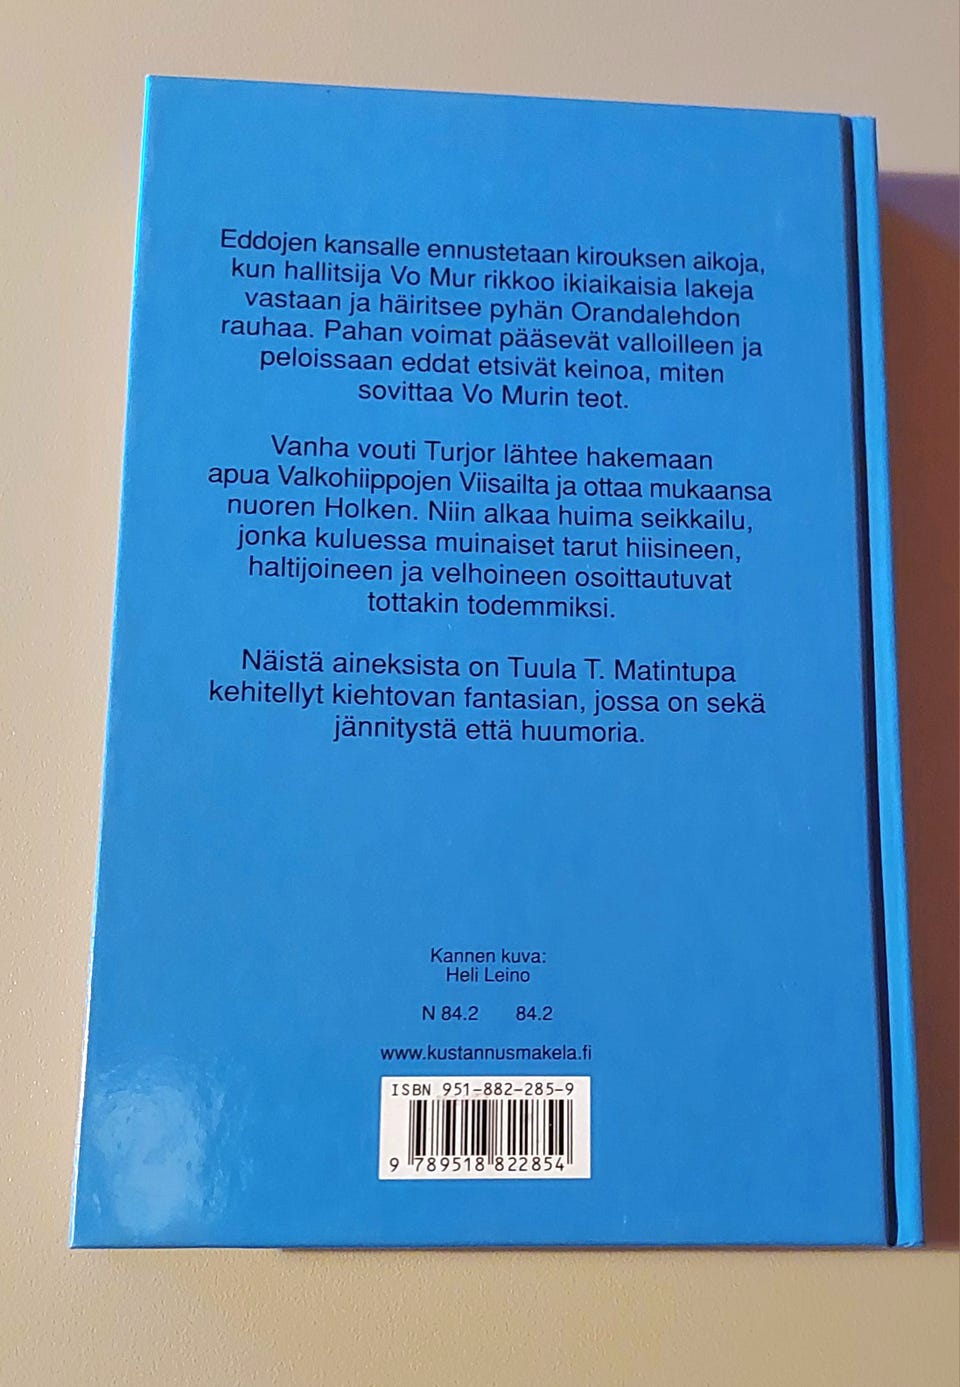 Eddojen kansalle ennustetaan kirouksen aikoja,
kun hallitsija Vo Mur rikkoo ikiaikaisia lakeja
vastaan ja häiritsee pyhän Orandalehdon
rauhaa. Pahan voimat pääsevät valloilleen ja
peloissaan eddat etsivät keinoa, miten
sovittaa Vo Murin teot.
Vanha vouti Turjor lähtee hakemaan
apua Valkohiippojen Viisailta ja ottaa mukaansa
nuoren Holken. Niin alkaa huima seikkailu,
jonka kuluessa muinaiset tarut hiisineen,
haltijoineen ja velhoineen osoittautuvat
tottakin todemmiksi.
Näistä aineksista on Tuula T. Matintupa
kehitellyt kiehtovan fantasian, jossa on sekä
jännitystä että huumoria.
Kannen kuva:
Heli Leino
N 84.2 84.2
www.kustannusmakela.fi
ISBN 951-882-285-9
9 789518 822854